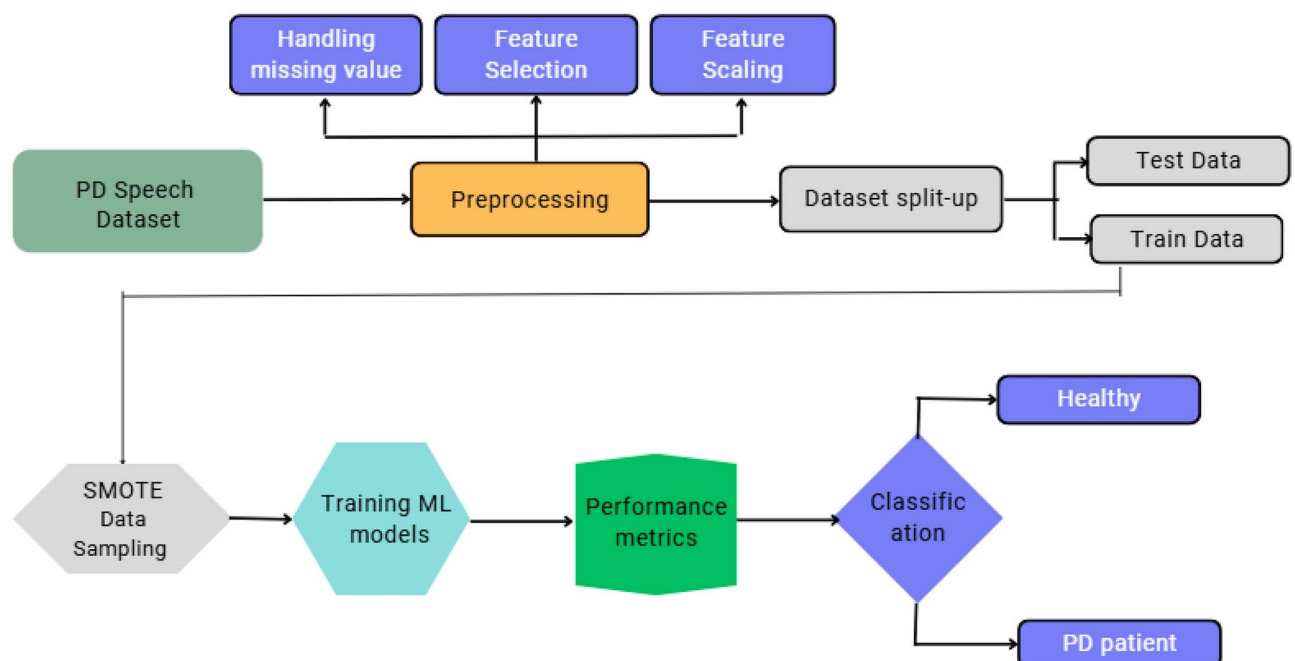 Handling
missing value
Feature
Selection
Feature
Scaling
PD Speech
Dataset
Preprocessing
Dataset split-up
Test Data
Train Data
SMOTE
Data
Sampling
Training ML
models
Performance
metrics
Classific
ation
Healthy
PD patient